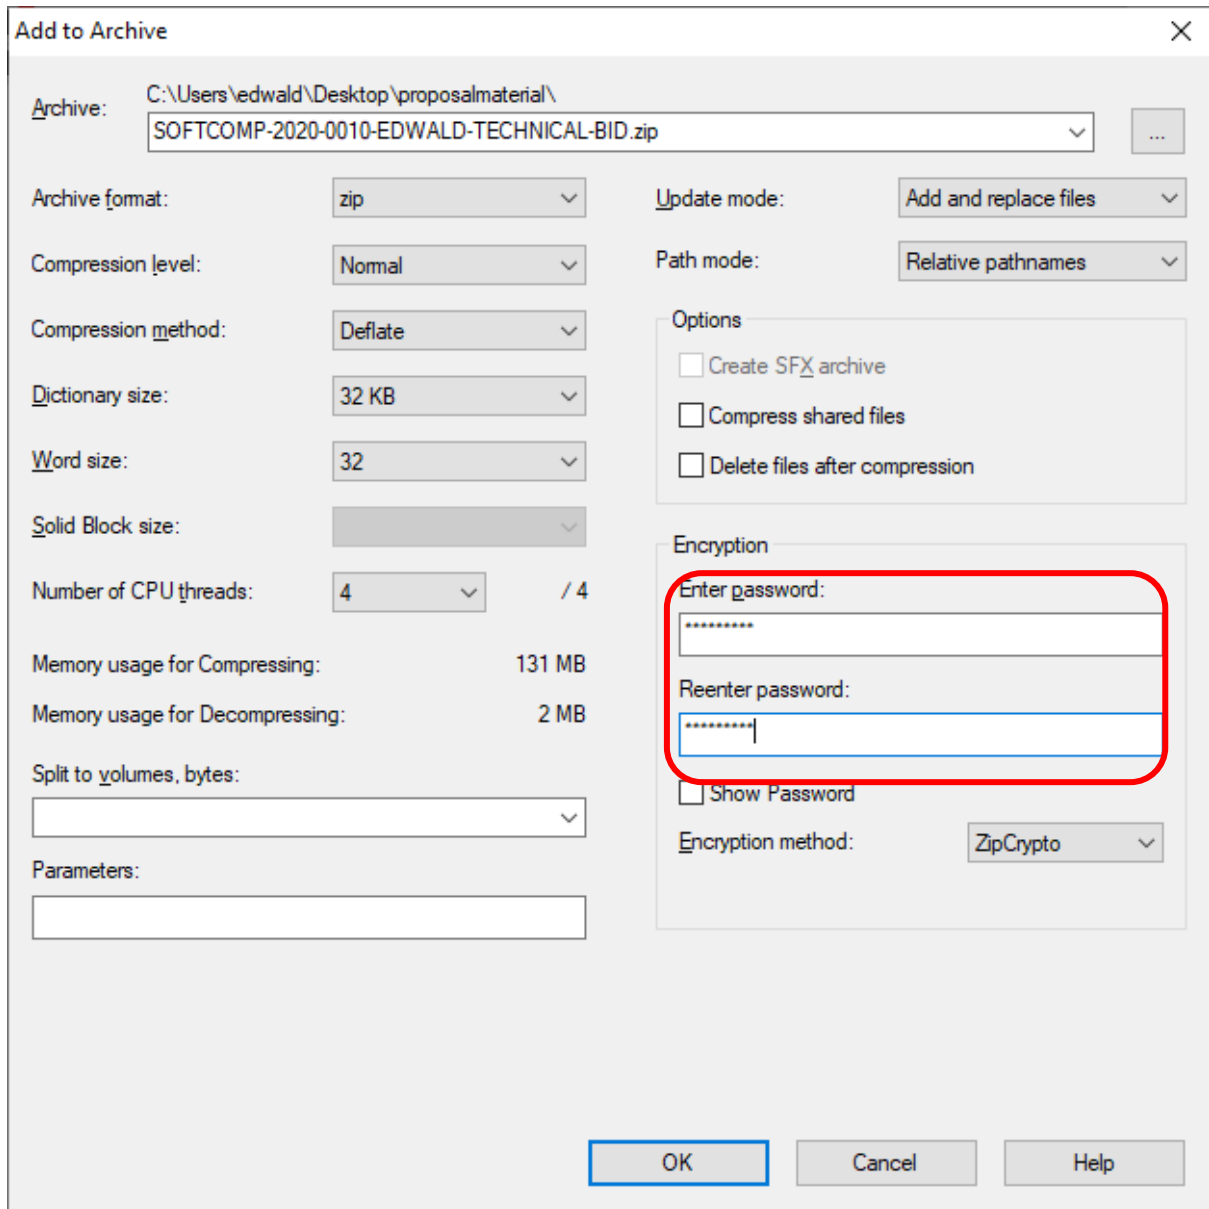 Add to Archive
Archive:
C:\Users\edwald\Desktop\proposalmaterial\
SOFTCOMP-2020-0010-EDWALD-TECHNICAL-BID.zip
...
Archive format: zip
Compression level: Normal
Compression method: Deflate
Dictionary size: 32 KB
Word size: 32
Solid Block size:
Number of CPU threads: 4 / 4
Memory usage for Compressing: 131 MB
Memory usage for Decompressing: 2 MB
Split to volumes, bytes:
Parameters:
Update mode: Add and replace files
Path mode: Relative pathnames
Options
Create SFX archive
Compress shared files
Delete files after compression
Encryption
Enter password:
*********
Reenter password:
*********
Show Password
Encryption method: ZipCrypto
OK
Cancel
Help